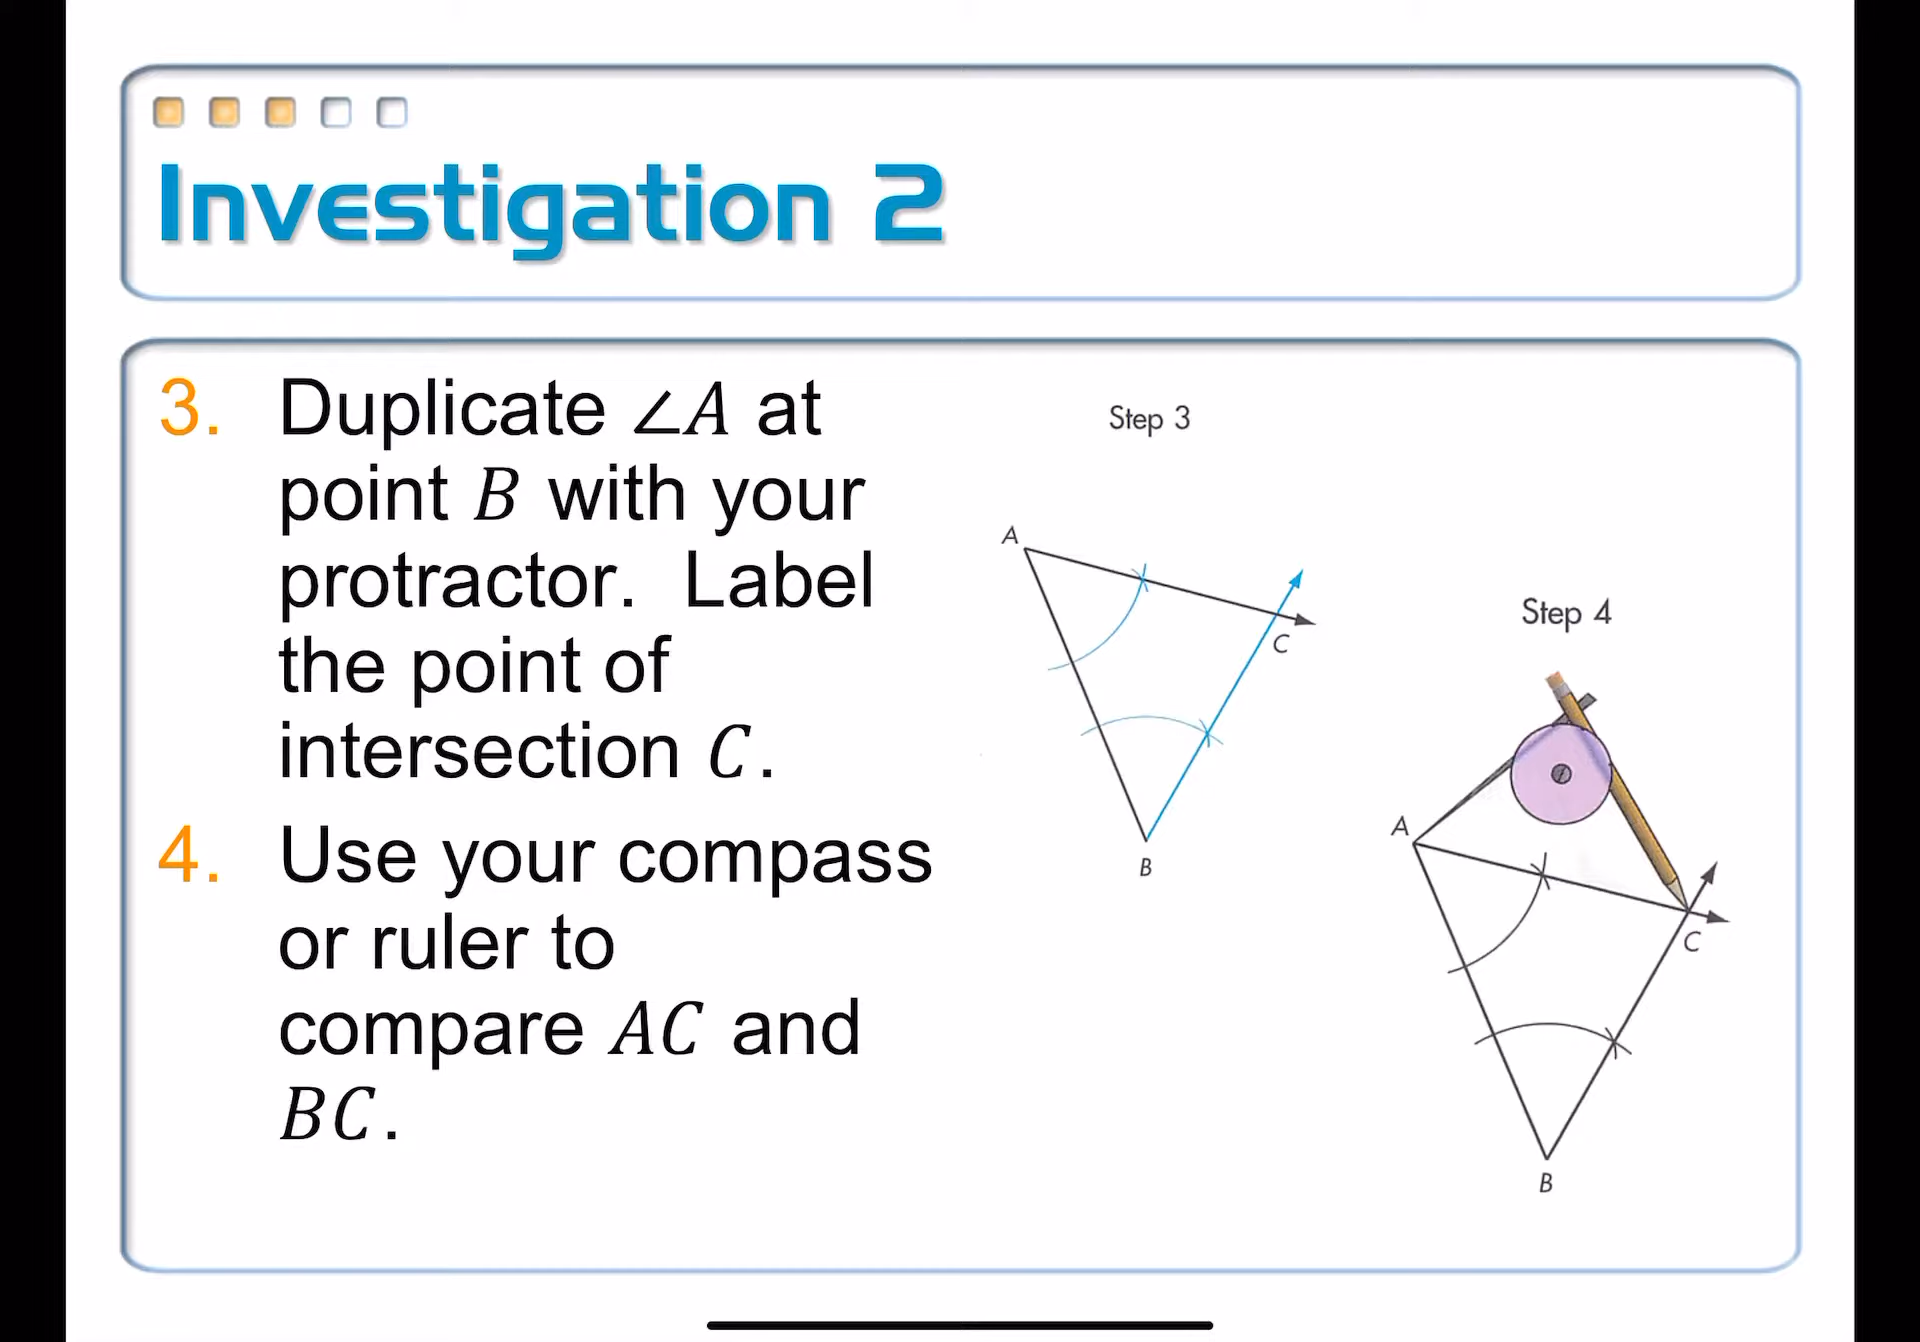 Investigation 2
3. Duplicate ∠A at
point B with your
protractor. Label
the point of
intersection C.
4. Use your compass
or ruler to
compare AC and
BC.
Step 3
A
C
B
Step 4
A
C
B